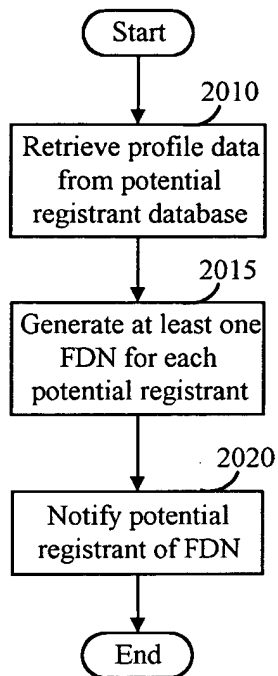 Start
2010
Retrieve profile data
from potential
registrant database
2015
Generate at least one
FDN for each
potential registrant
2020
Notify potential
registrant of FDN
End